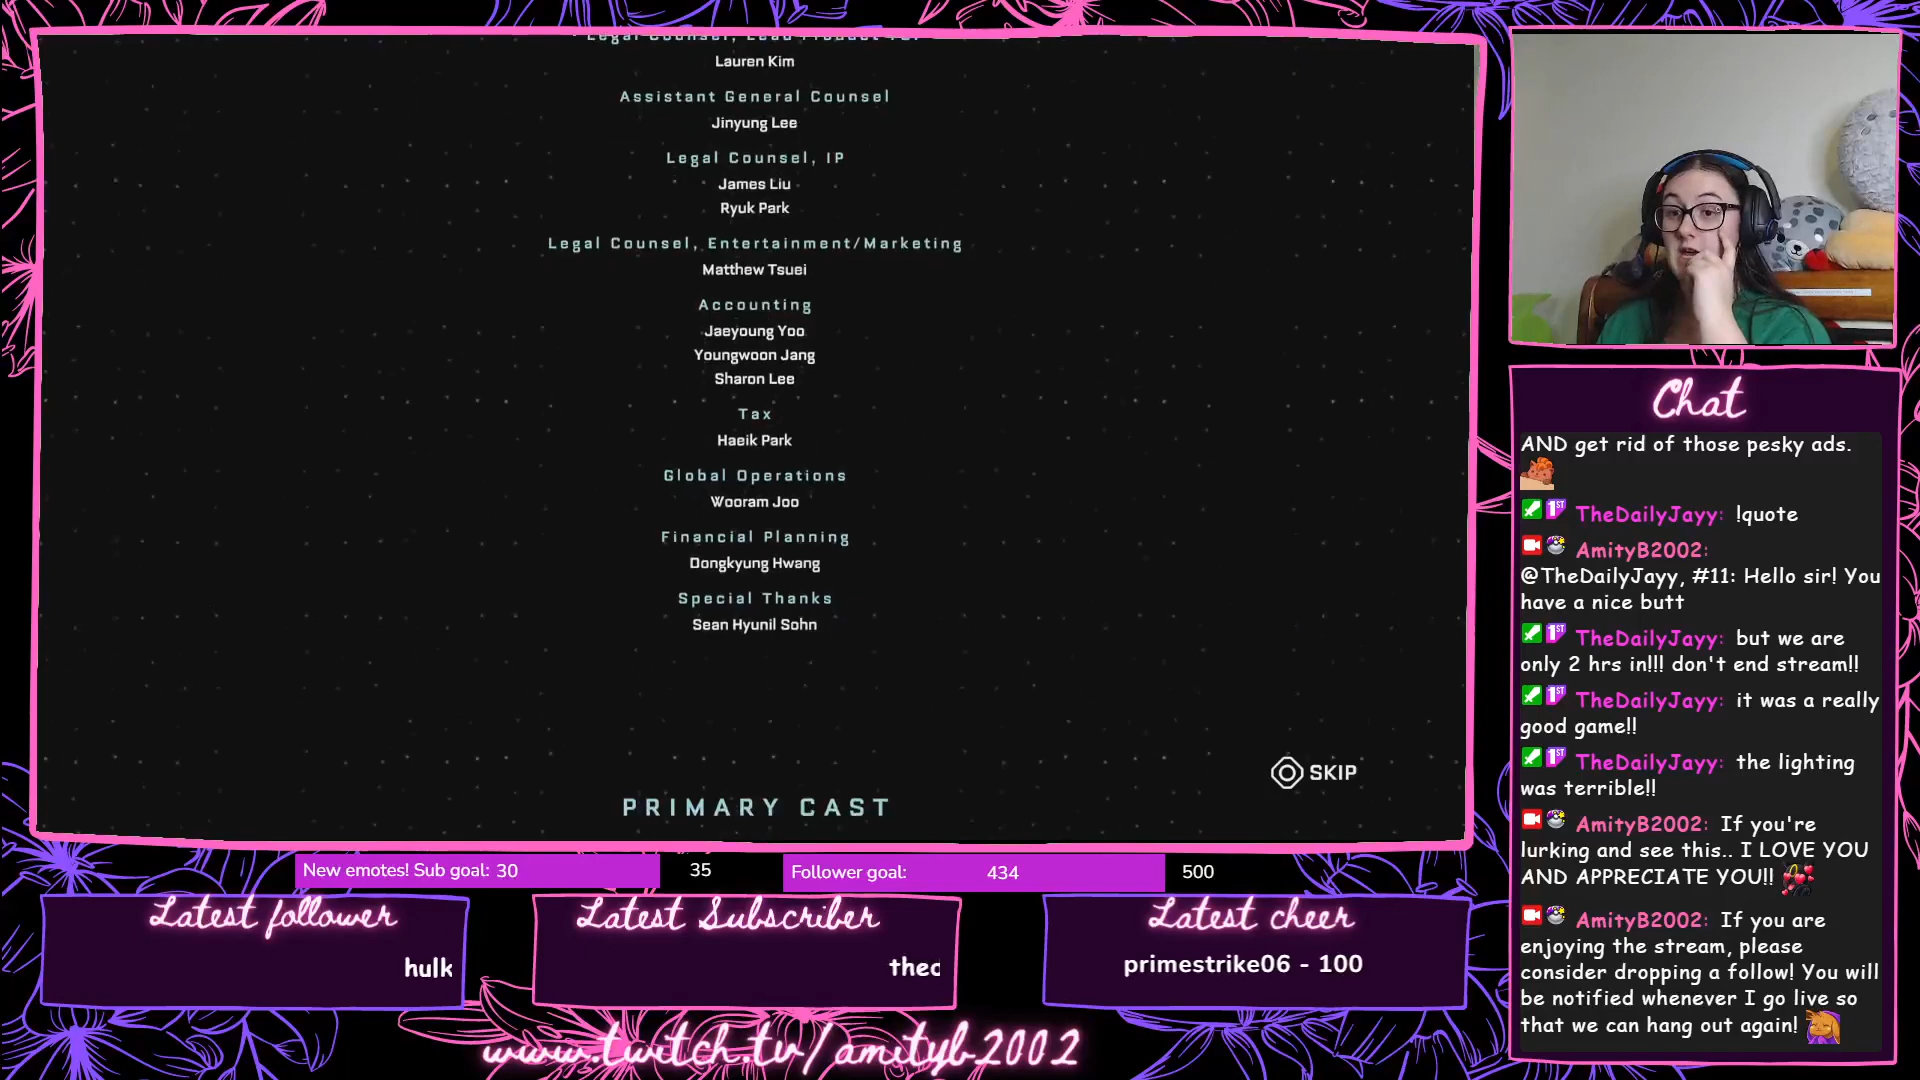 Lauren Kim
Assistant General Counsel
Jinyung Lee
Legal Counsel, IP
James Liu
Ryuk Park
Legal Counsel, Entertainment/Marketing
Matthew Tsuei
Accounting
Jaeyoung Yoo
Youngwoon Jang
Sharon Lee
Tax
Haeik Park
Global Operations
Wooram Joo
Financial Planning
Dongkyung Hwang
Special Thanks
Sean Hyunil Sohn
SKIP
PRIMARY CAST
Chat
AND get rid of those pesky ads.
TheDailyJayy: !quote
AmityB2002:
@TheDailyJayy, #11: Hello sir! You
have a nice butt
TheDailyJayy: but we are
only 2 hrs in!!! don't end stream!!
TheDailyJayy: it was a really
good game!!
TheDailyJayy: the lighting
was terrible!!
AmityB2002: If you're
lurking and see this.. I LOVE YOU
AND APPRECIATE YOU!!
AmityB2002: If you are
enjoying the stream, please
consider dropping a follow! You will
be notified whenever I go live so
that we can hang out again!
New emotes! Sub goal: 30 35
Follower goal: 434 500
Latest follower
hulk
Latest Subscriber
thec
Latest cheer
primestrike06 - 100
www.twitch.tv/amityb2002